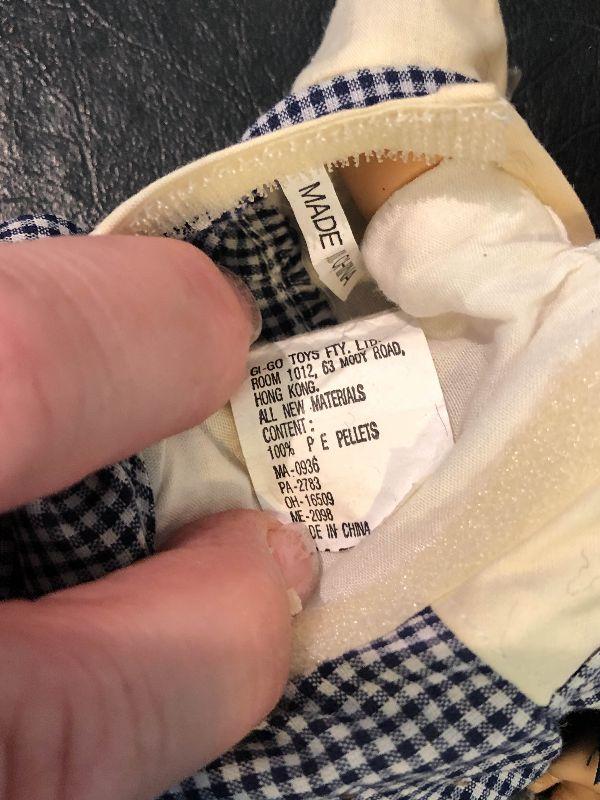 MADE
CHINA
GI-GO TOYS FTY. LTD.
ROOM 1012, 63 MODY ROAD,
HONG KONG.
ALL NEW MATERIALS
CONTENT:
100% P E PELLETS
MA-0936
PA-2783
OH-16509
ME-2098
DE IN CHINA